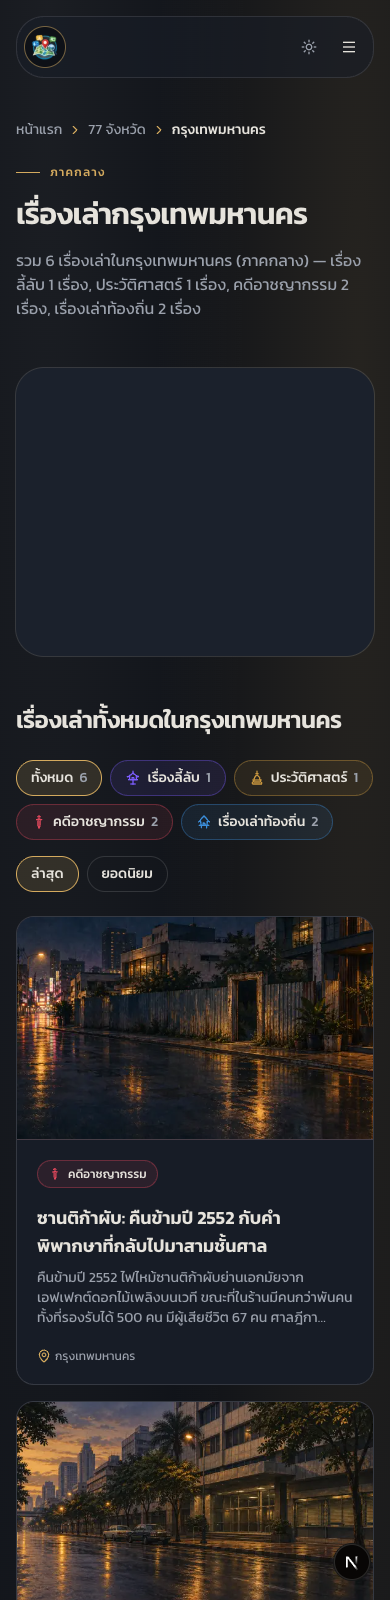 หน้าแรก > 77 จังหวัด > กรุงเทพมหานคร
ภาคกลาง
เรื่องเล่ากรุงเทพมหานคร
รวม 6 เรื่องเล่าในกรุงเทพมหานคร (ภาคกลาง) — เรื่อง
ลี้ลับ 1 เรื่อง, ประวัติศาสตร์ 1 เรื่อง, คดีอาชญากรรม 2
เรื่อง, เรื่องเล่าท้องถิ่น 2 เรื่อง
เรื่องเล่าทั้งหมดในกรุงเทพมหานคร
ทั้งหมด 6 เรื่องลี้ลับ 1 ประวัติศาสตร์ 1
คดีอาชญากรรม 2 เรื่องเล่าท้องถิ่น 2
ล่าสุด ยอดนิยม
คดีอาชญากรรม
ซานติก้าผับ: คืนข้ามปี 2552 กับคำ
พิพากษาที่กลับไปมาสามชั้นศาล
คืนข้ามปี 2552 ไฟไหม้ซานติก้าผับย่านเอกมัยจาก
เอฟเฟกต์ดอกไม้เพลิงบนเวที ขณะที่ในร้านมีคนกว่าพันคน
ทั้งที่รองรับได้ 500 คน มีผู้เสียชีวิต 67 คน ศาลฎีกา...
กรุงเทพมหานคร
N